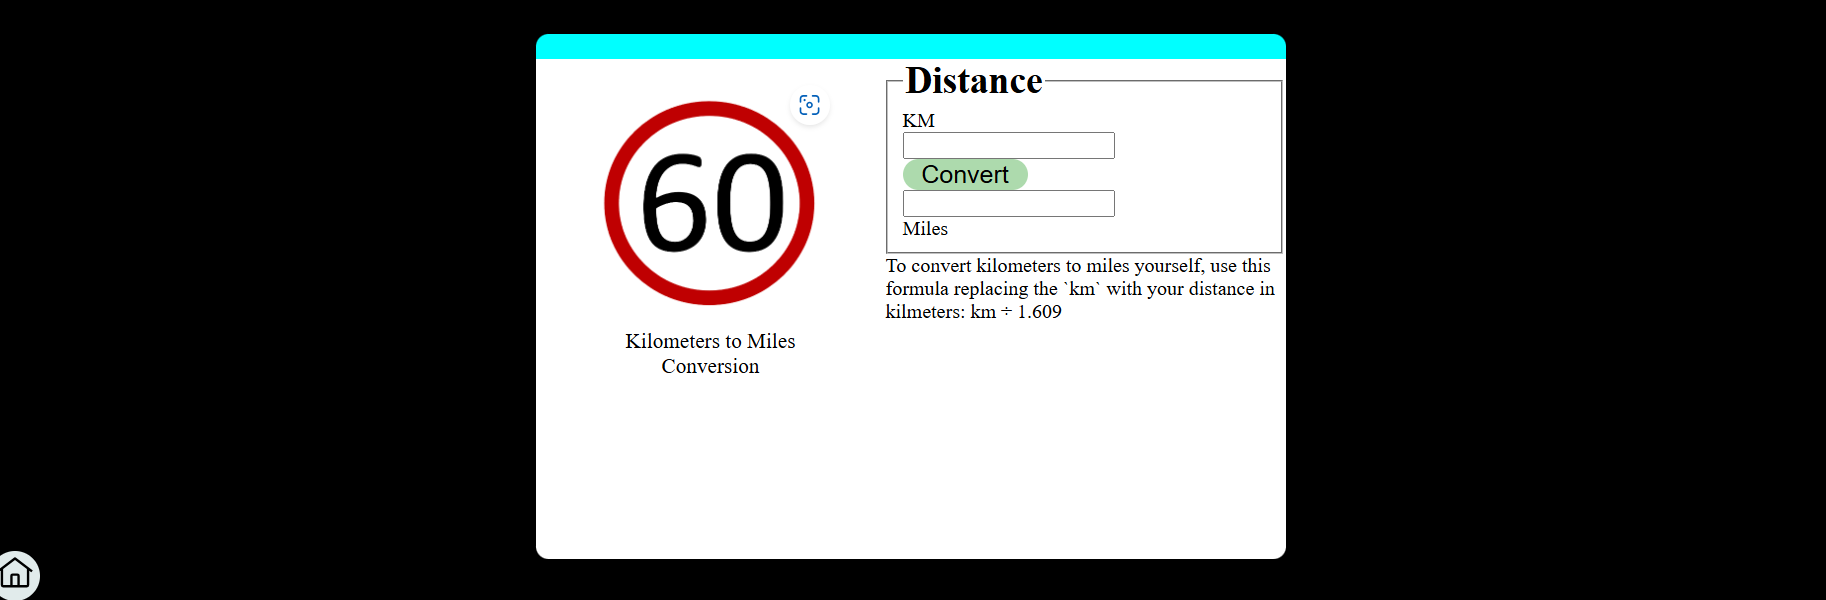 60
Kilometers to Miles
Conversion
Distance
KM
Convert
Miles
To convert kilometers to miles yourself, use this
formula replacing the `km` with your distance in
kilmeters: km ÷ 1.609